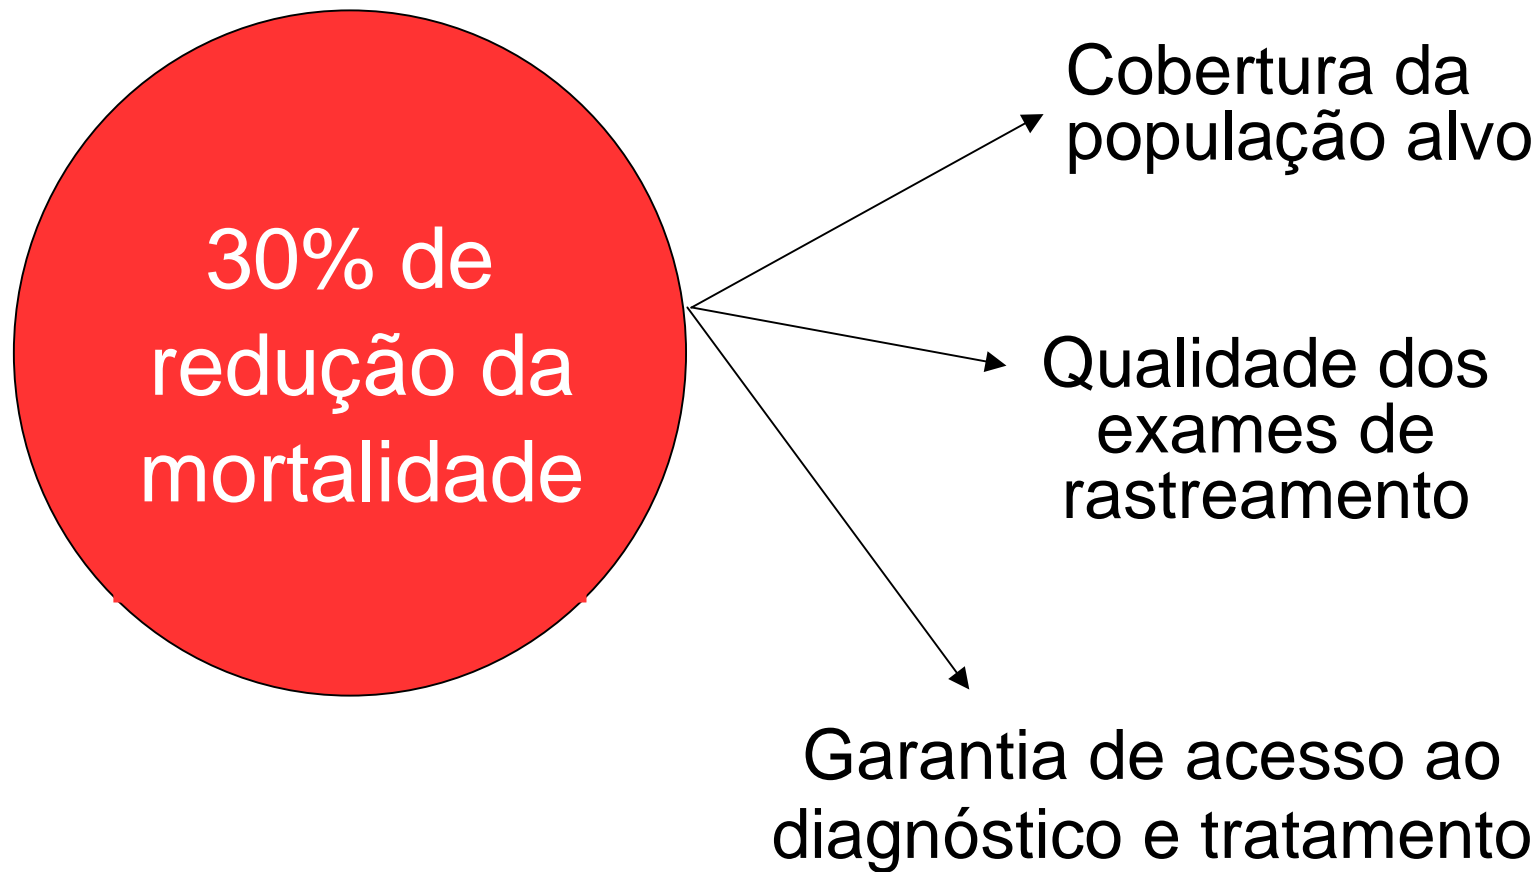 30% de
redução da
mortalidade
Cobertura da
população alvo
Qualidade dos
exames de
rastreamento
Garantia de acesso ao
diagnóstico e tratamento